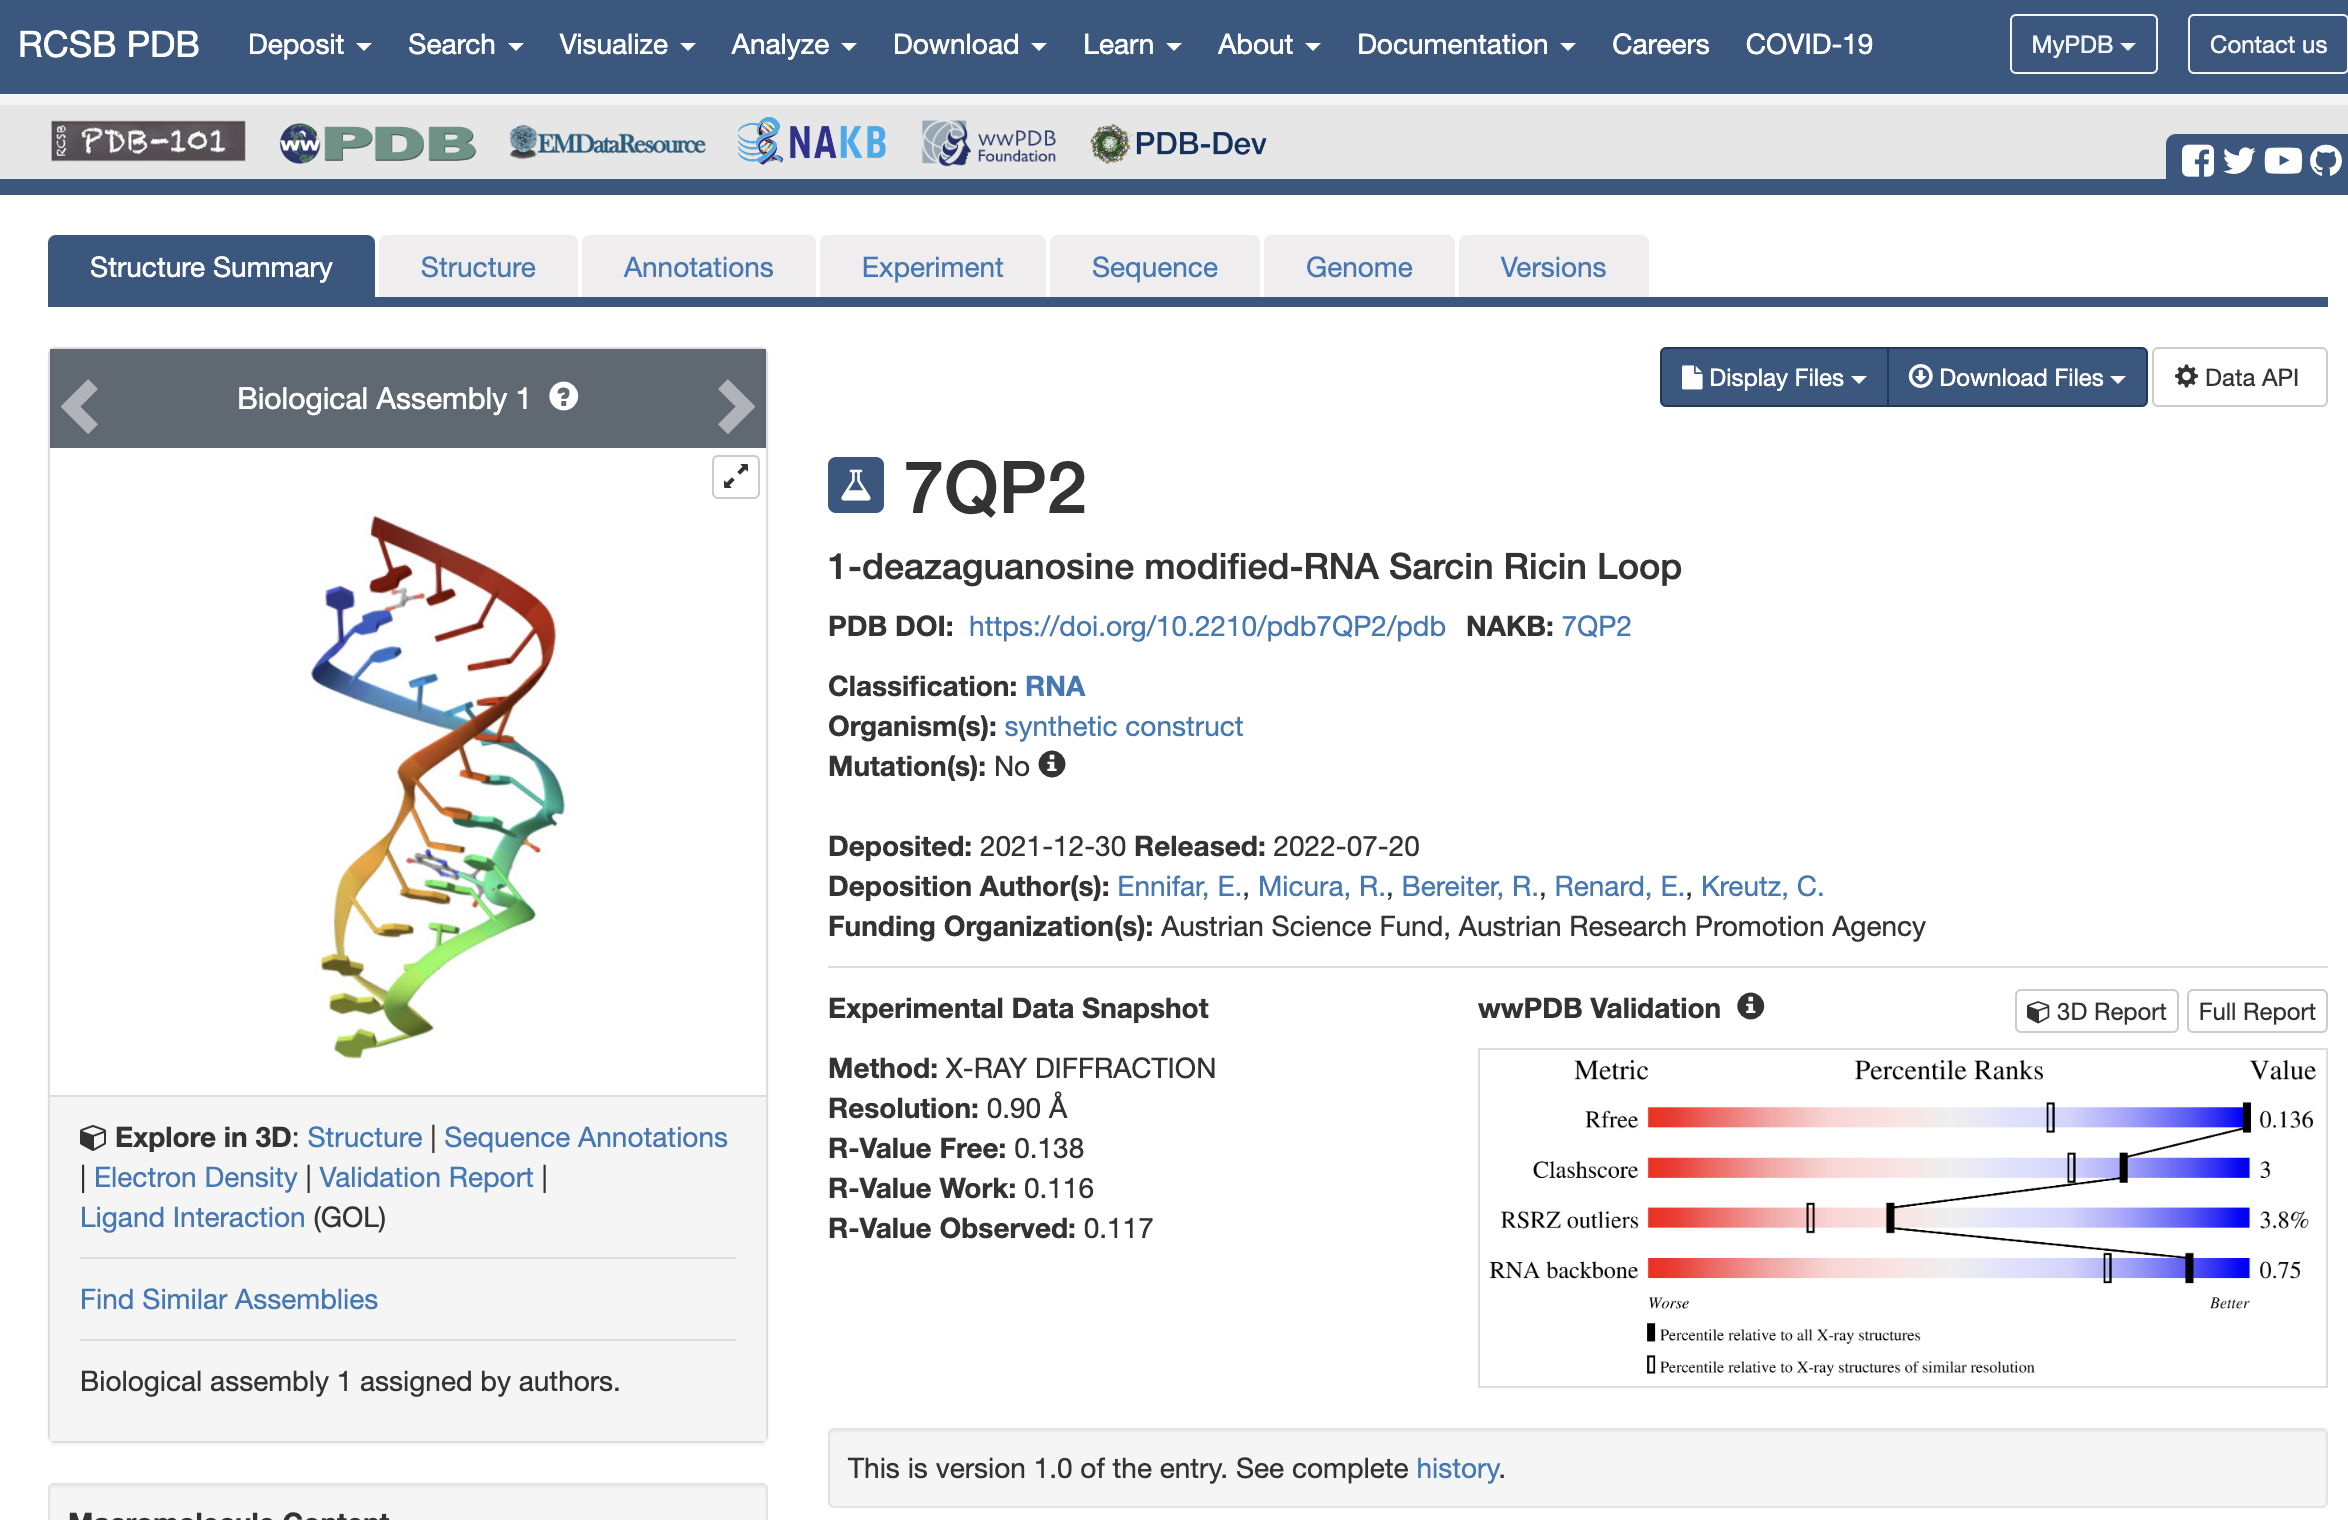 RCSB PDB Deposit Search Visualize Analyze Download Learn About Documentation Careers COVID-19 MyPDB Contact us
RCSB PDB-101 wwPDB EMDataResource NAKB wwPDB Foundation PDB-Dev
Structure Summary Structure Annotations Experiment Sequence Genome Versions
Biological Assembly 1 ?
Explore in 3D: Structure | Sequence Annotations
| Electron Density | Validation Report |
Ligand Interaction (GOL)
Find Similar Assemblies
Biological assembly 1 assigned by authors.
Macromolecule Content
Display Files Download Files Data API
7QP2
1-deazaguanosine modified-RNA Sarcin Ricin Loop
PDB DOI: https://doi.org/10.2210/pdb7QP2/pdb NAKB: 7QP2
Classification: RNA
Organism(s): synthetic construct
Mutation(s): No
Deposited: 2021-12-30 Released: 2022-07-20
Deposition Author(s): Ennifar, E., Micura, R., Bereiter, R., Renard, E., Kreutz, C.
Funding Organization(s): Austrian Science Fund, Austrian Research Promotion Agency
Experimental Data Snapshot
Method: X-RAY DIFFRACTION
Resolution: 0.90 Å
R-Value Free: 0.138
R-Value Work: 0.116
R-Value Observed: 0.117
wwPDB Validation 3D Report Full Report
Metric Percentile Ranks Value
Rfree 0.136
Clashscore 3
RSRZ outliers 3.8%
RNA backbone 0.75
Worse Better
Percentile relative to all X-ray structures
Percentile relative to X-ray structures of similar resolution
This is version 1.0 of the entry. See complete history.